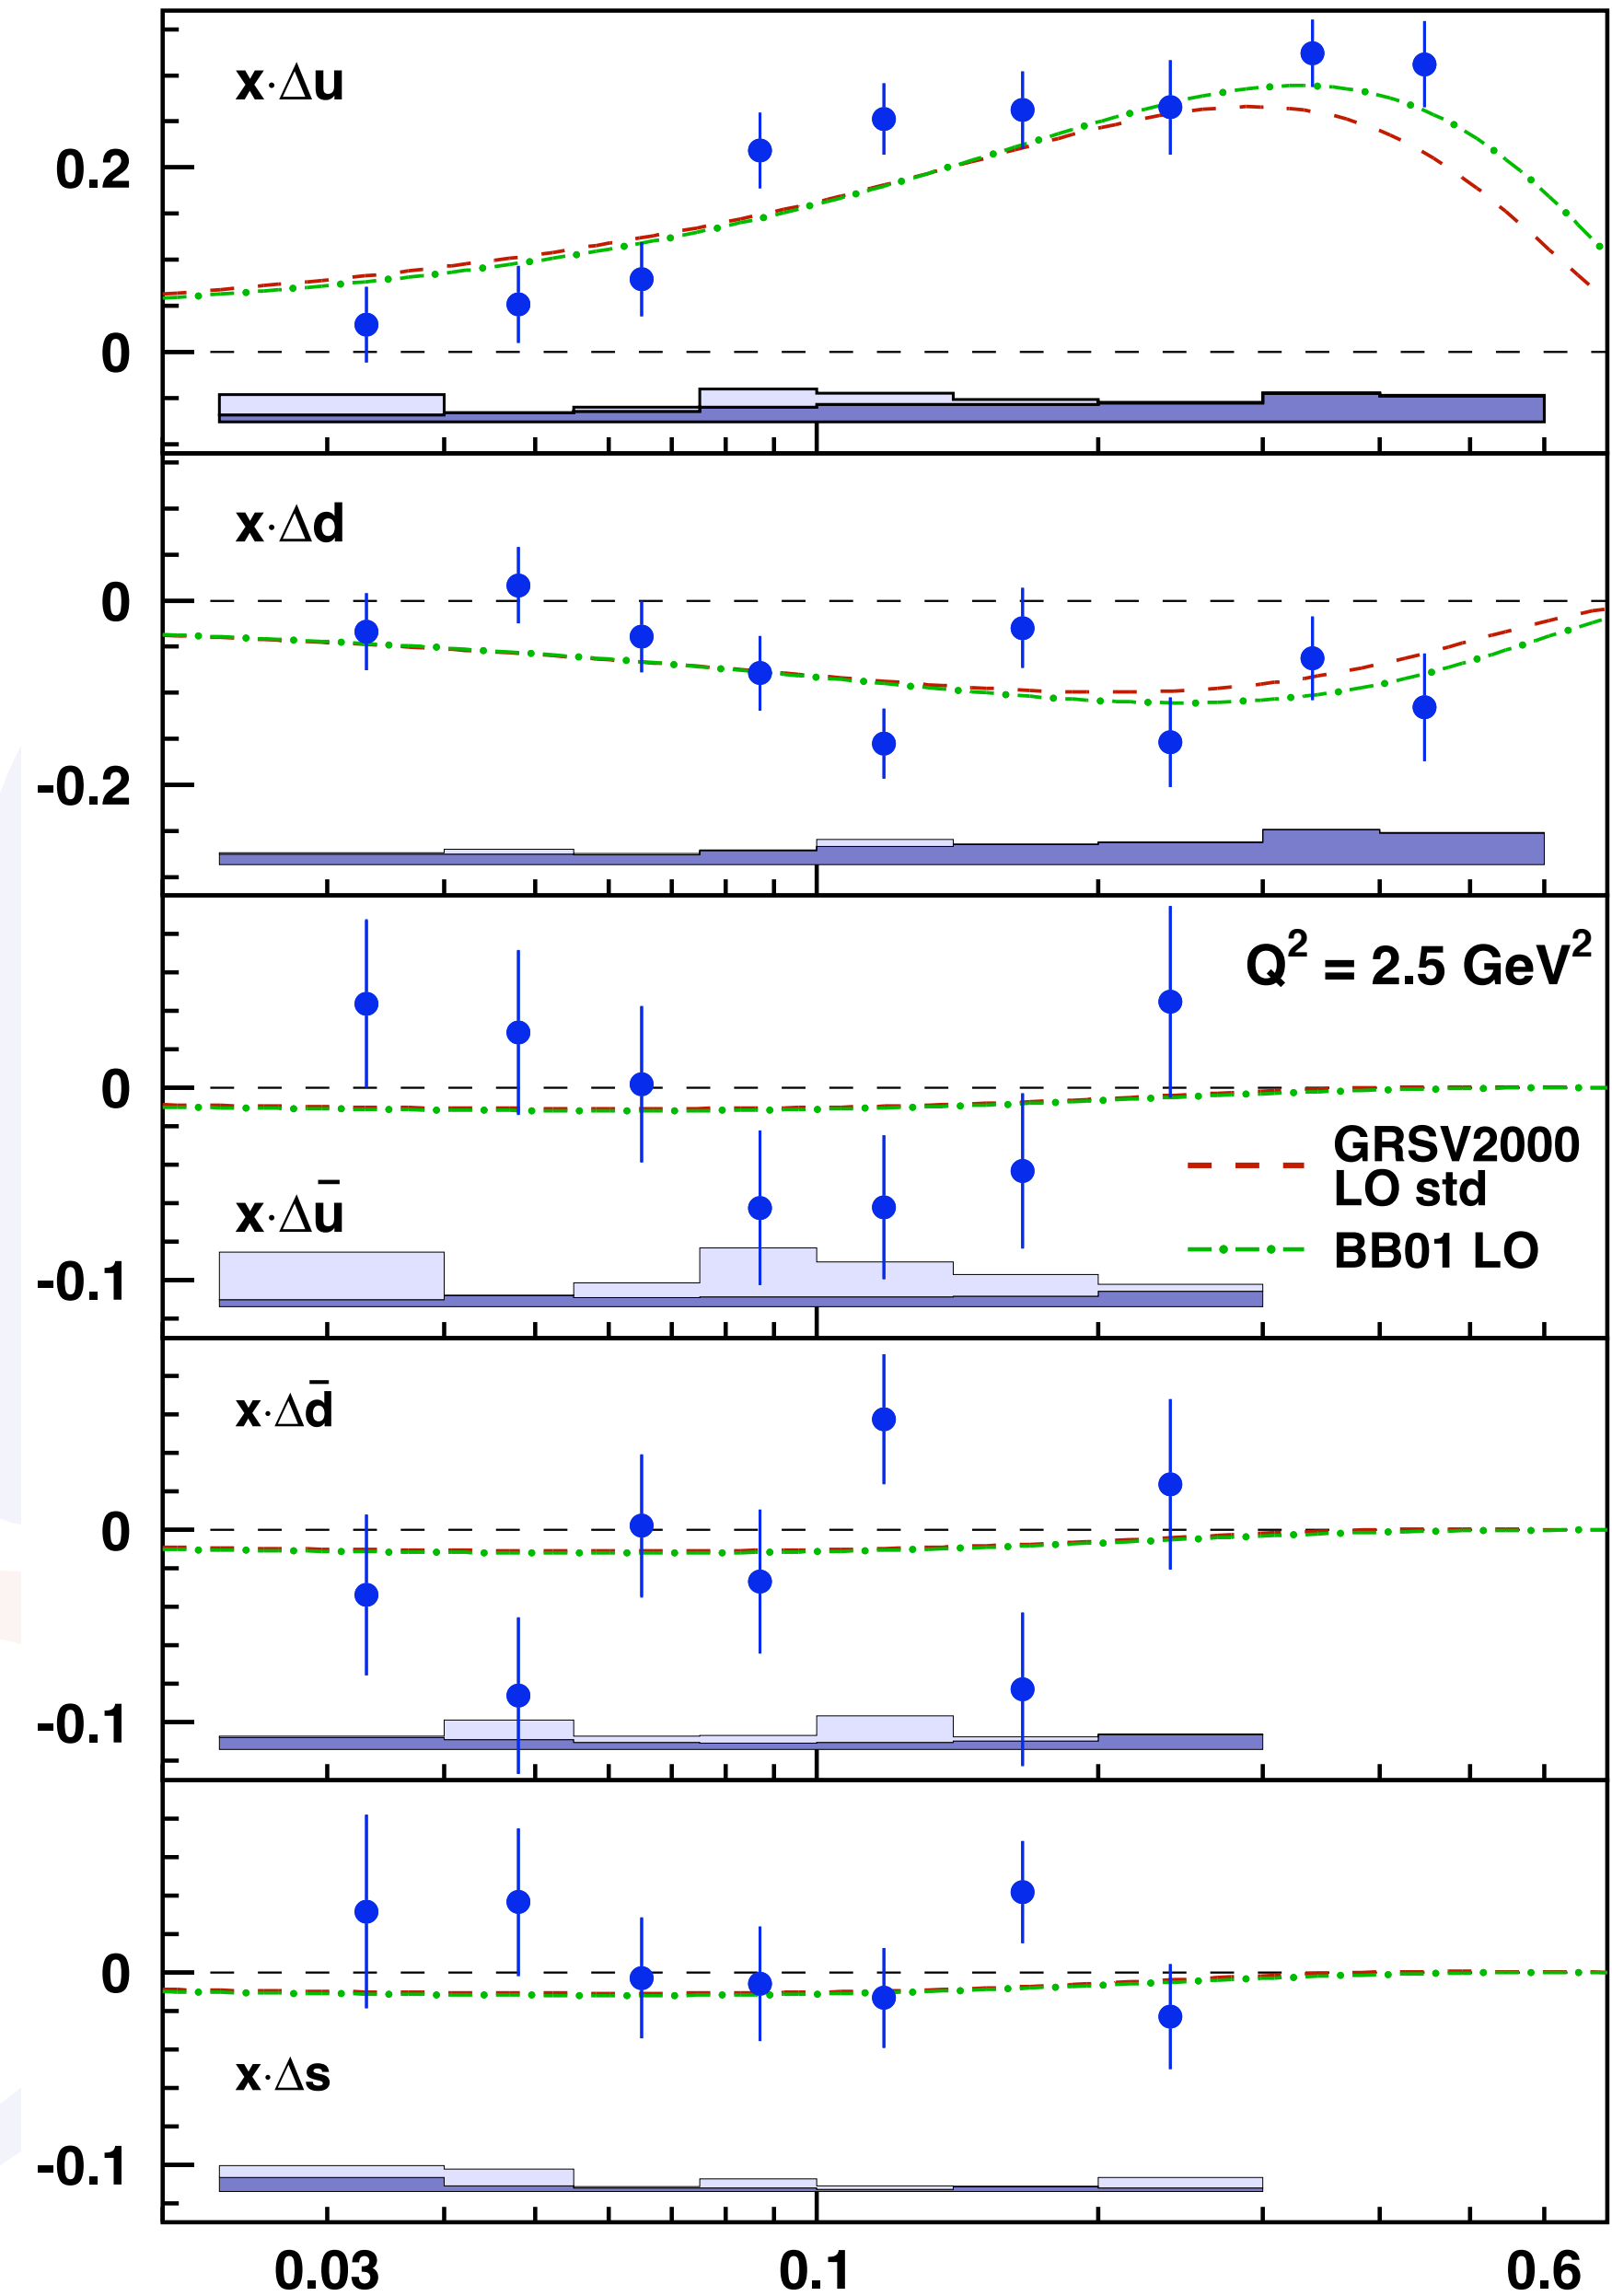 x·Δu
0.2
0
x·Δd
0
-0.2
Q² = 2.5 GeV²
0
GRSV2000
LO std
x·Δū
BB01 LO
-0.1
x·Δd̄
0
-0.1
0
x·Δs
-0.1
0.03 0.1 0.6